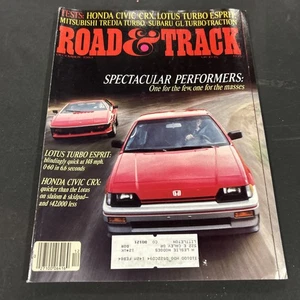 TESTS: HONDA CIVIC CRX, LOTUS TURBO ESPRIT,
MITSUBISHI TREDIA TURBO, SUBARU GL TURBO-TRACTION
ROAD & TRACK
SPECTACULAR PERFORMERS:
One for the few, one for the masses
LOTUS TURBO ESPRIT:
blindingly quick at 148 mph,
0-60 in 6.6 seconds
HONDA CIVIC CRX:
quicker than the Lotus
on slalom & skidpad—
and $42,000 less